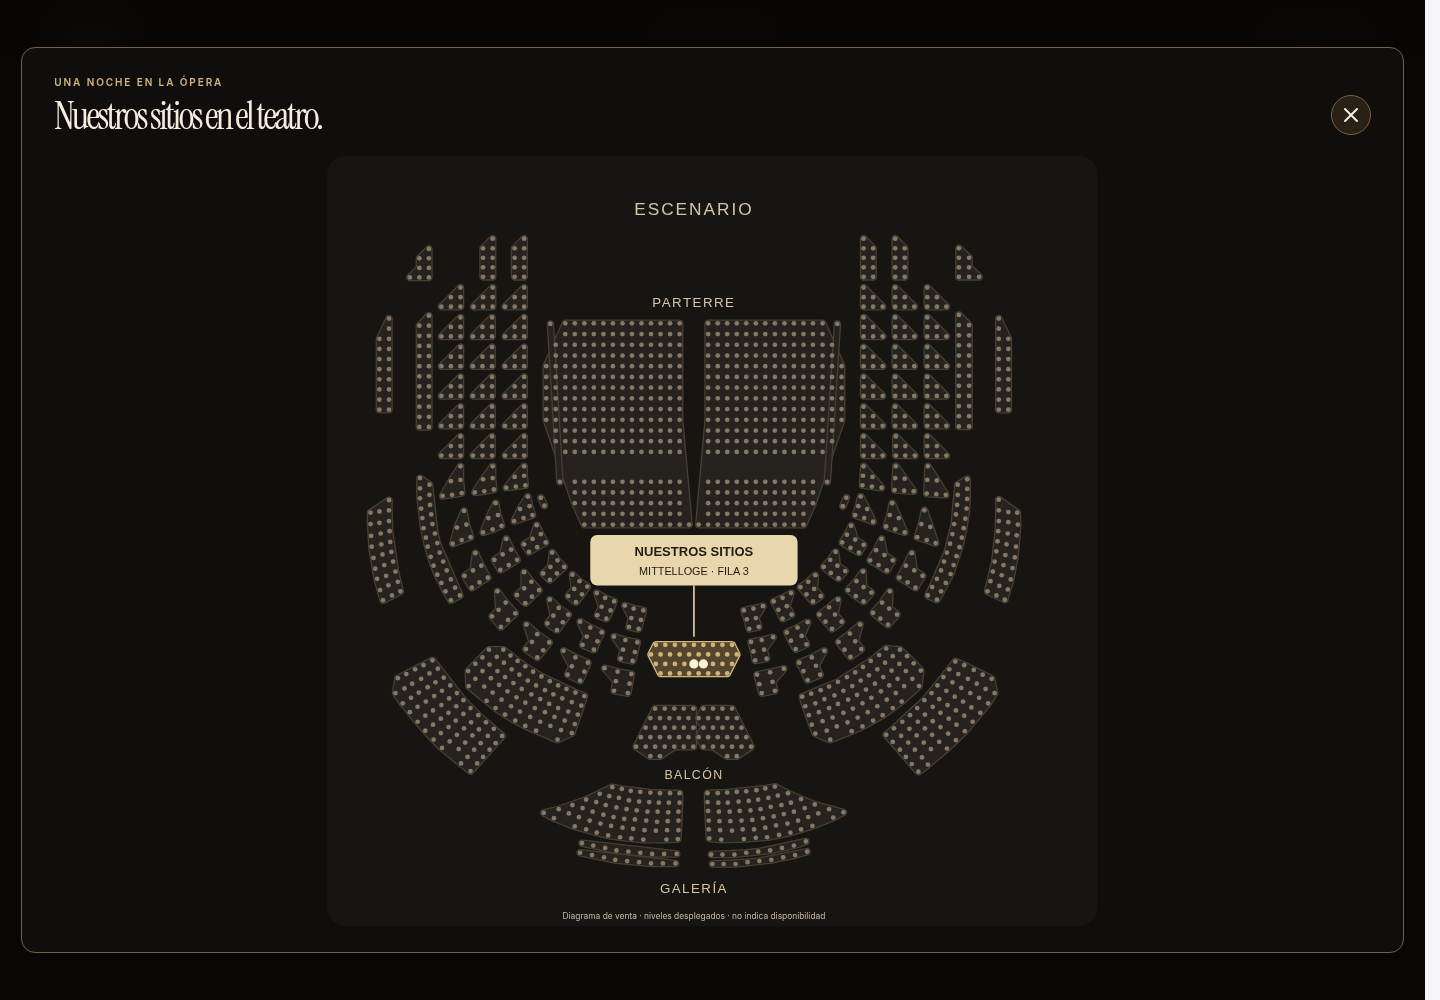 UNA NOCHE EN LA ÓPERA
Nuestros sitios en el teatro.
ESCENARIO
PARTERRE
NUESTROS SITIOS
MITTELLOGE · FILA 3
BALCÓN
GALERÍA
Diagrama de venta · niveles desplegados · no indica disponibilidad